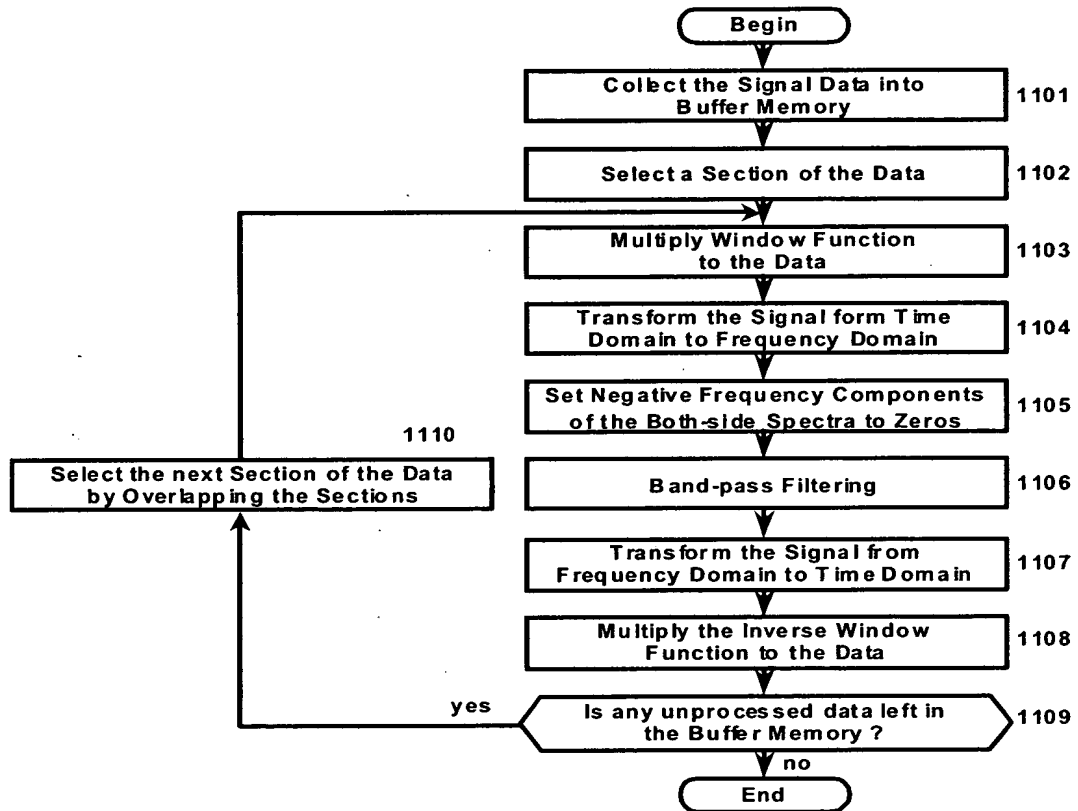 Begin
Collect the Signal Data into
Buffer Memory
1101
Select a Section of the Data
1102
Multiply Window Function
to the Data
1103
Transform the Signal form Time
Domain to Frequency Domain
1104
Set Negative Frequency Components
of the Both-side Spectra to Zeros
1105
1110
Select the next Section of the Data
by Overlapping the Sections
Band-pass Filtering
1106
Transform the Signal from
Frequency Domain to Time Domain
1107
Multiply the Inverse Window
Function to the Data
1108
yes
Is any unprocessed data left in
the Buffer Memory ?
1109
no
End